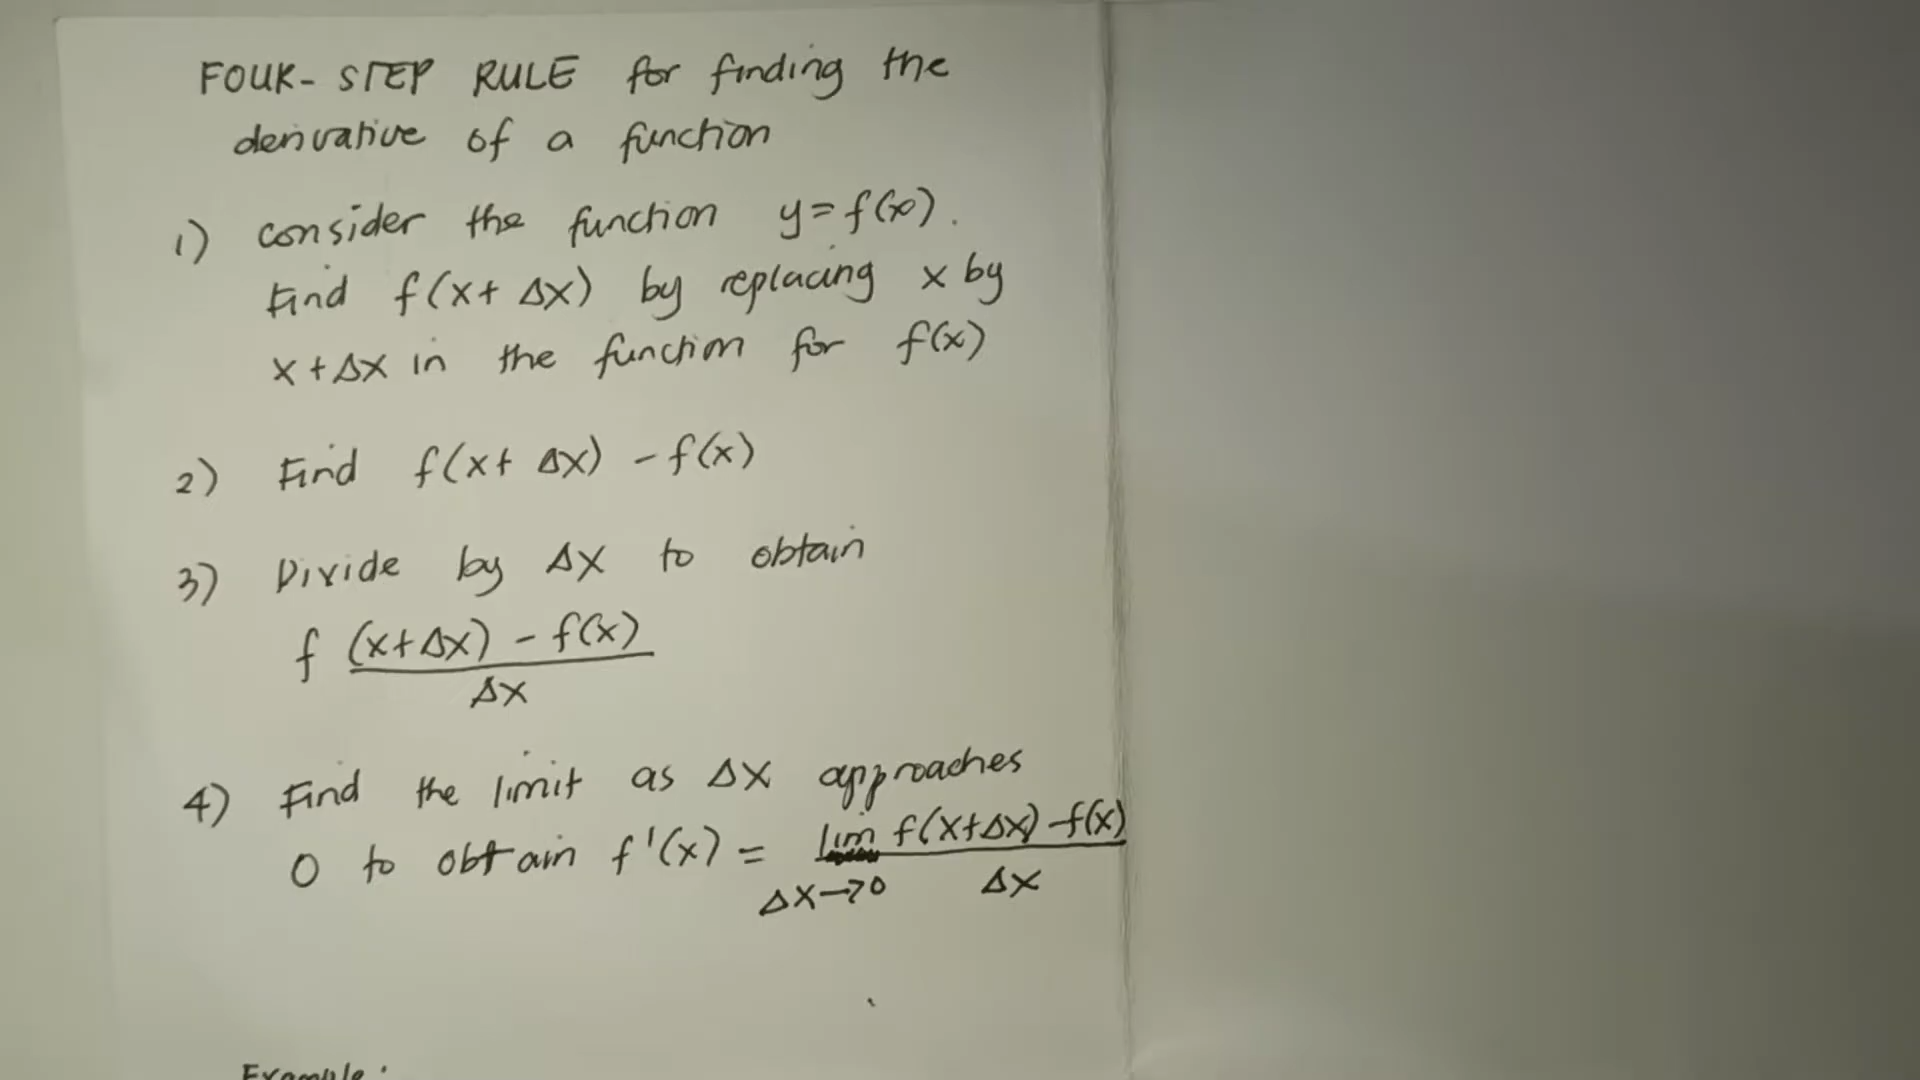 FOUR-STEP RULE for finding the
derivative of a function
1) consider the function y=f(x).
Find f(x+Δx) by replacing x by
x+Δx in the function for f(x)
2) Find f(x+Δx) -f(x)
3) Divide by Δx to obtain
f (x+Δx) - f(x)
Δx
4) Find the limit as Δx approaches
0 to obtain f'(x) = lim f(x+Δx)-f(x)
Δx→0 Δx
Example: